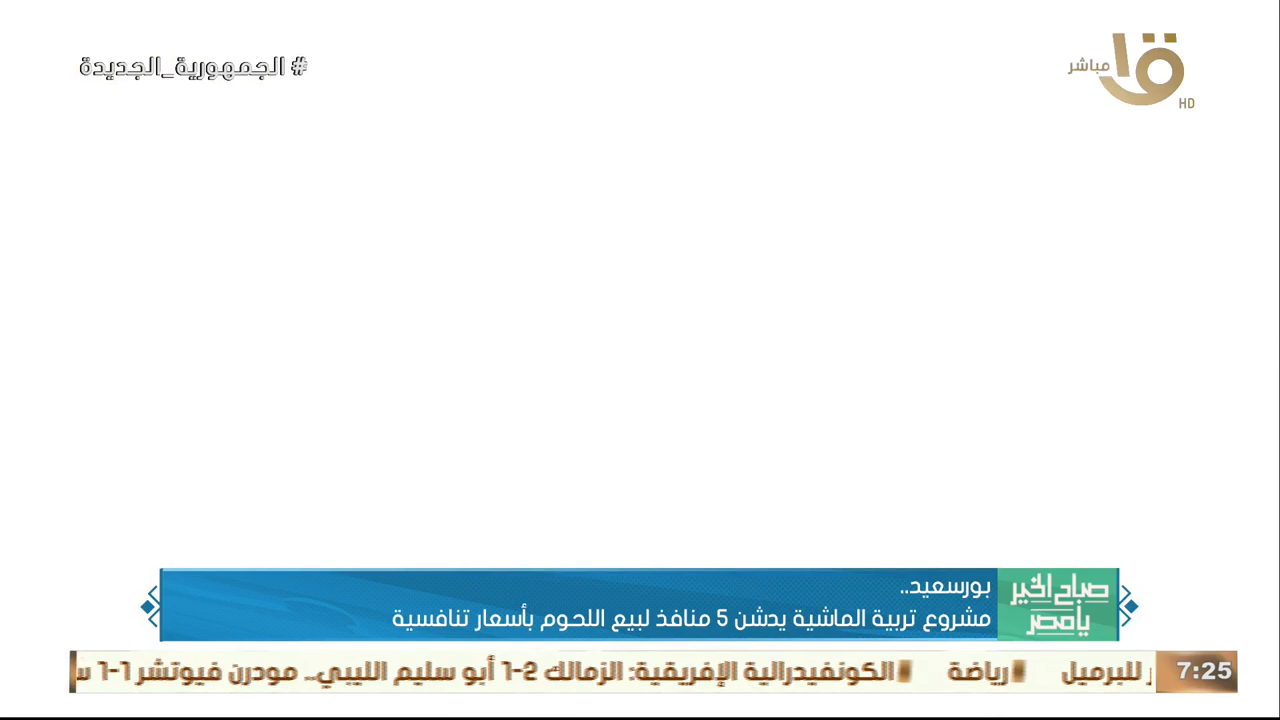 # الجمهورية_الجديدة
مباشر
HD
بورسعيد..
مشروع تربية الماشية يدشن 5 منافذ لبيع اللحوم بأسعار تنافسية
صباح الخير
يا مصر
7:25
للبرميل
رياضة
الكونفيدرالية الإفريقية: الزمالك 2-1 أبو سليم الليبي.. مودرن فيوتشر 1-1